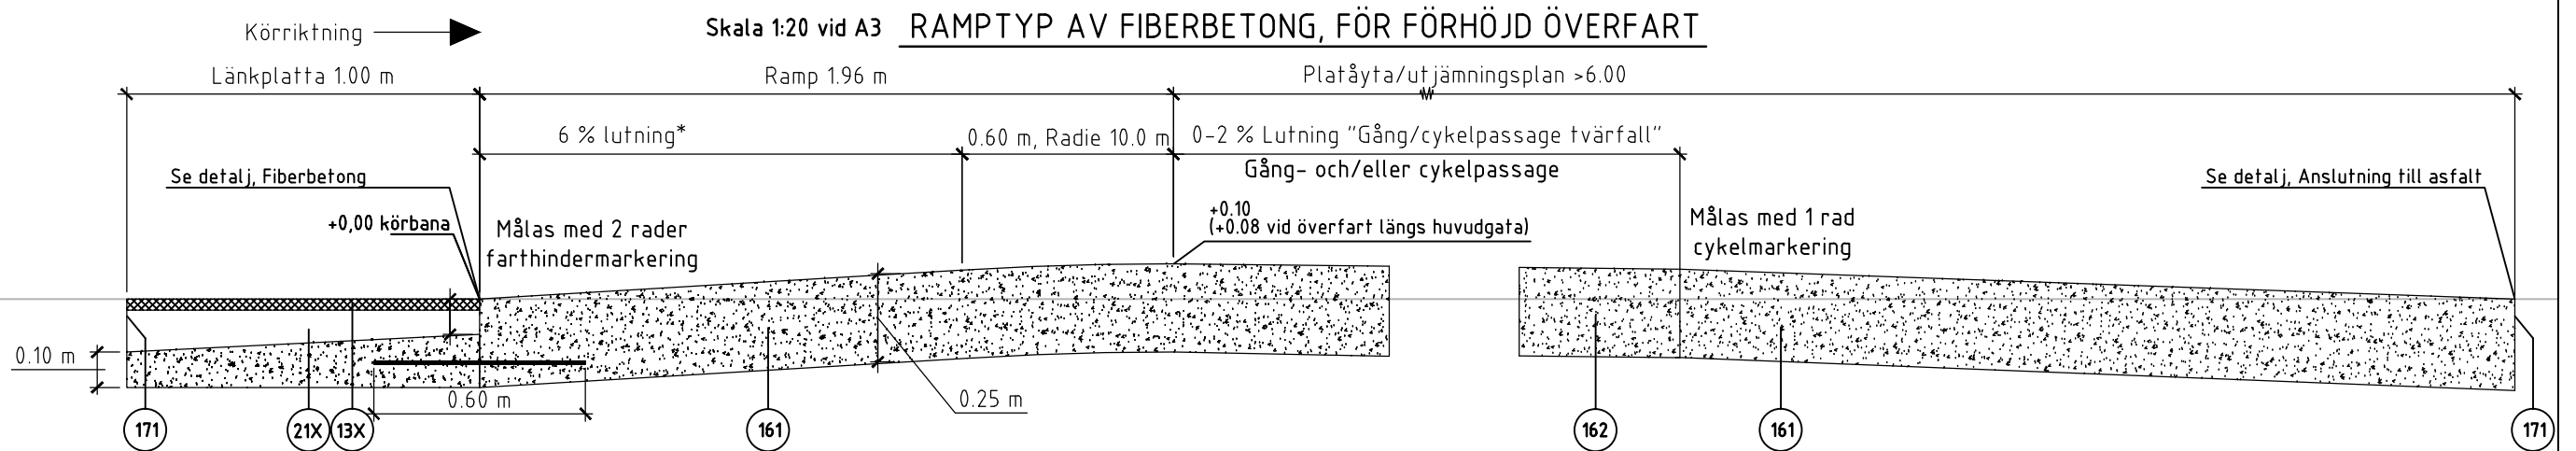 Körriktning
Skala 1:20 vid A3
RAMPTYP AV FIBERBETONG, FÖR FÖRHÖJD ÖVERFART
Länkplatta 1.00 m
Ramp 1.96 m
Platåyta/utjämningsplan >6.00
6 % lutning*
0.60 m, Radie 10.0 m
0-2 % Lutning "Gång/cykelpassage tvärfall"
Gång- och/eller cykelpassage
Se detalj, Fiberbetong
Se detalj, Anslutning till asfalt
+0,00 körbana
Målas med 2 rader
farthindermarkering
+0.10
(+0.08 vid överfart längs huvudgata)
Målas med 1 rad
cykelmarkering
0.10 m
0.60 m
0.25 m
171
21X
13X
161
162
161
171